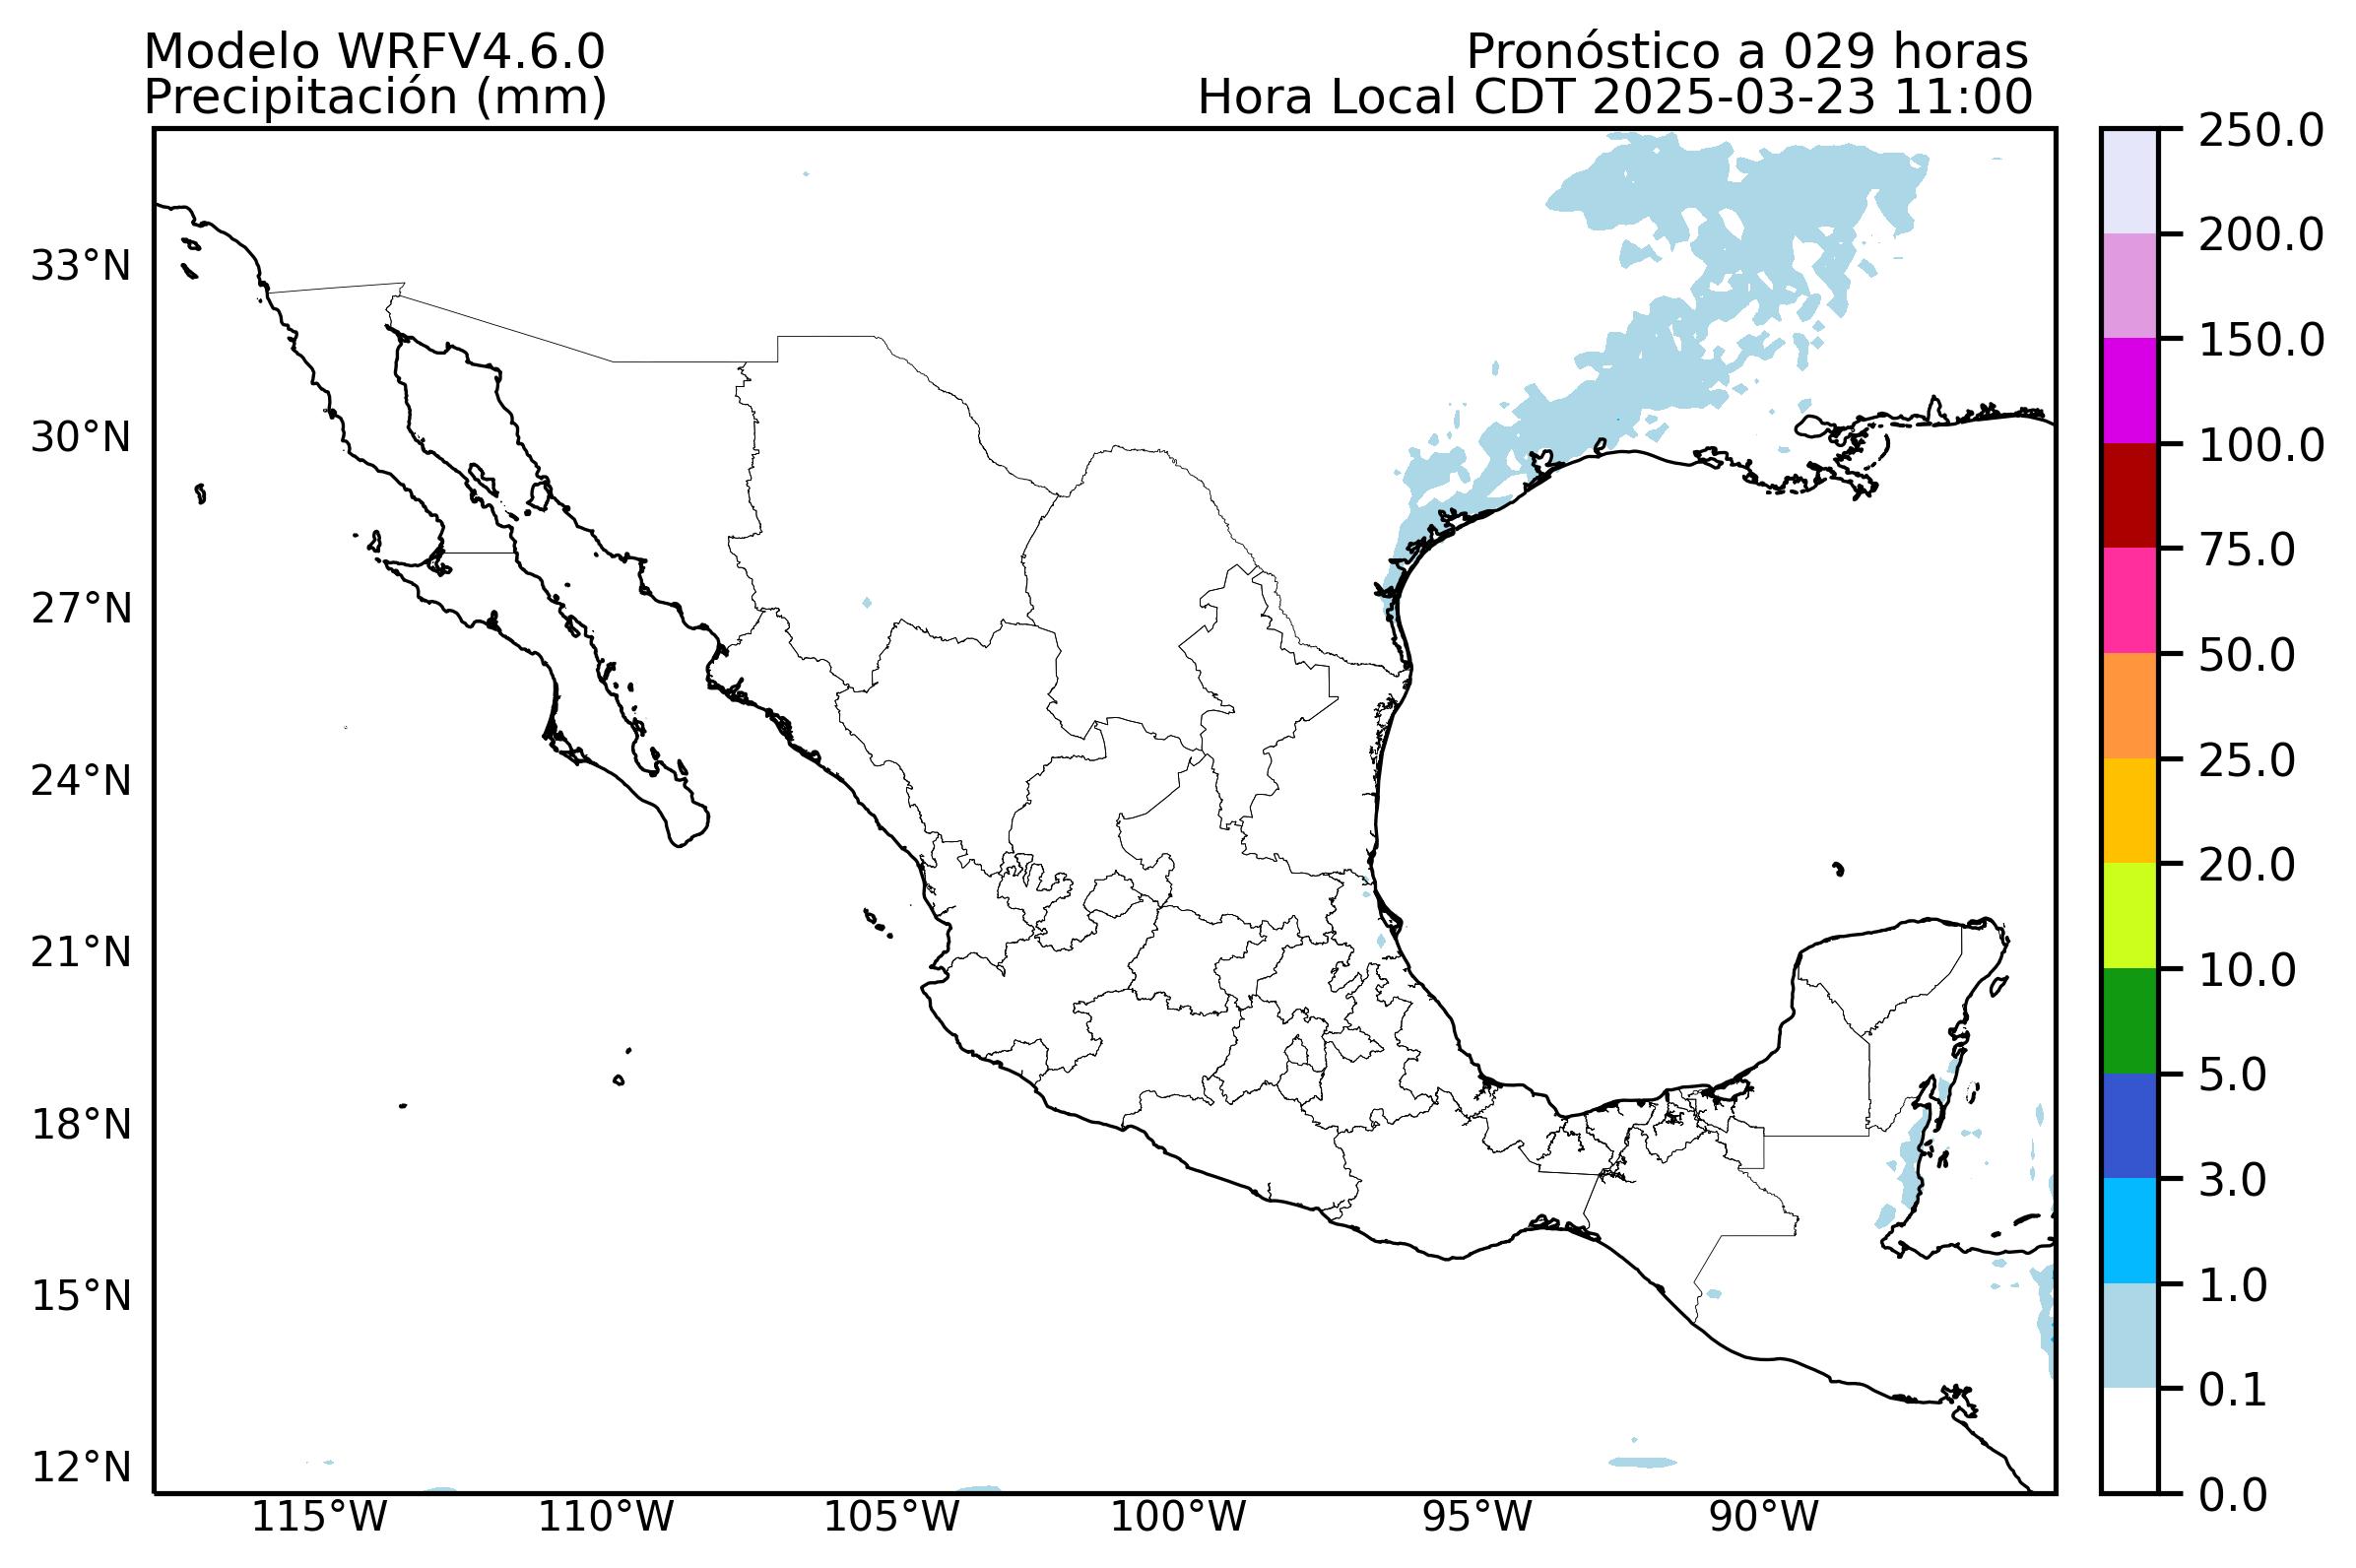 Modelo WRFV4.6.0
Pronóstico a 029 horas
Precipitación (mm)
Hora Local CDT 2025-03-23 11:00
250.0
200.0
150.0
100.0
75.0
50.0
25.0
20.0
10.0
5.0
3.0
1.0
0.1
0.0
33°N
30°N
27°N
24°N
21°N
18°N
15°N
12°N
115°W
110°W
105°W
100°W
95°W
90°W